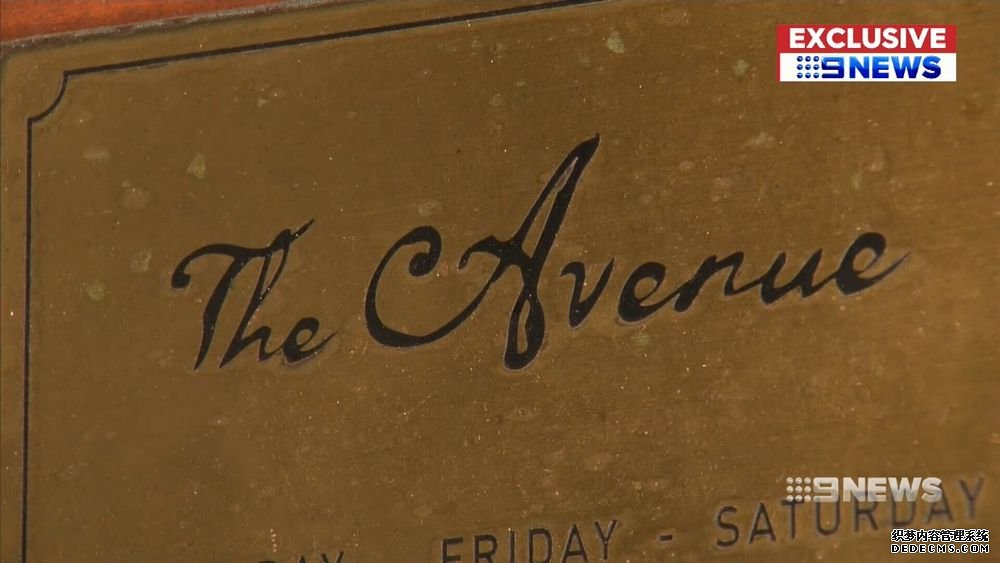 EXCLUSIVE
9NEWS
The Avenue
9NEWS
FRIDAY - SATURDAY
织梦内容管理系统
DEDECMS.COM